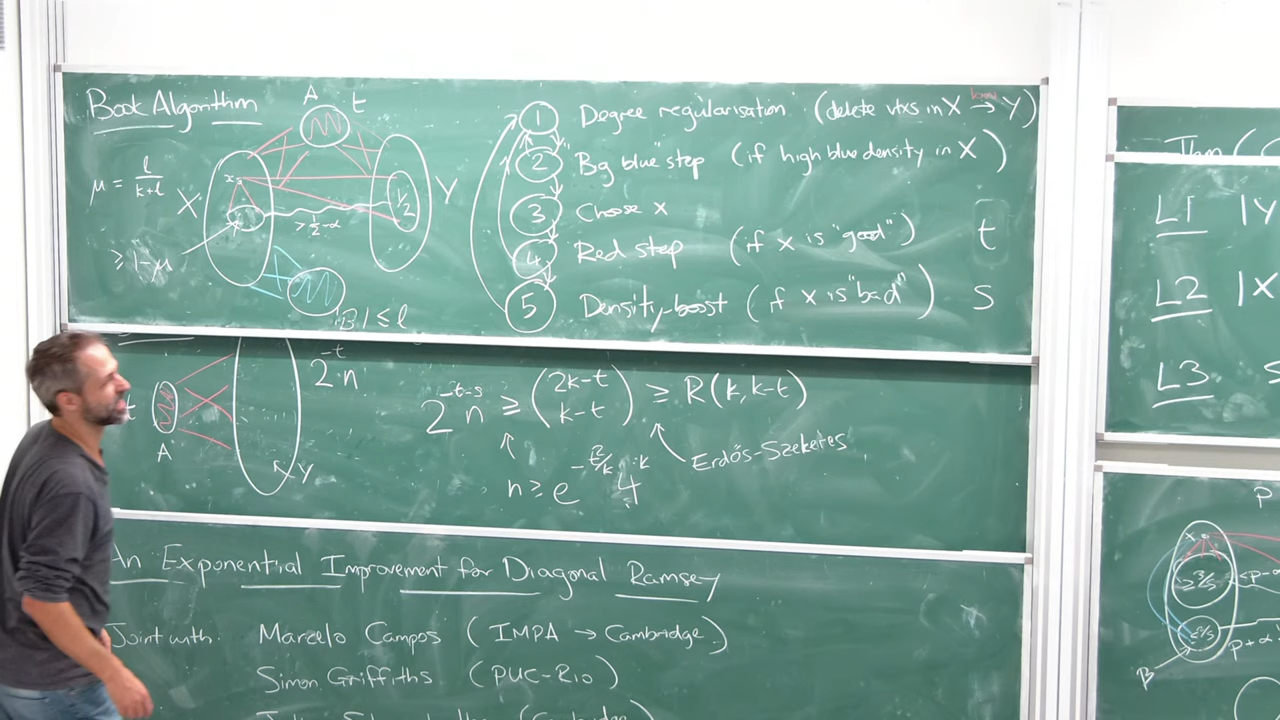 Book Algorithm
A t
μ = l/(k+l)
X
x
Y
1/2
> 1/2 - α
≥ 1-μ
|B| ≤ l
1 Degree regularisation (delete vtxs in X → Y)
2 "Big blue" step (if high blue density in X)
3 Choose x
4 Red step (if x is "good") t
5 Density-boost (if x is "bad") s
t
A
Y
2^{-t} n
2^{-t-s} n ≥ (2k-t choose k-t) ≥ R(k, k-t)
Erdős-Szekeres
n ≥ e^{-t²/k} · 4^k
An Exponential Improvement for Diagonal Ramsey
Joint with Marcelo Campos (IMPA → Cambridge)
Simon Griffiths (PUC-Rio)
Thm (
L1 |Y
L2 |X
L3 S
P
x
B
P+α